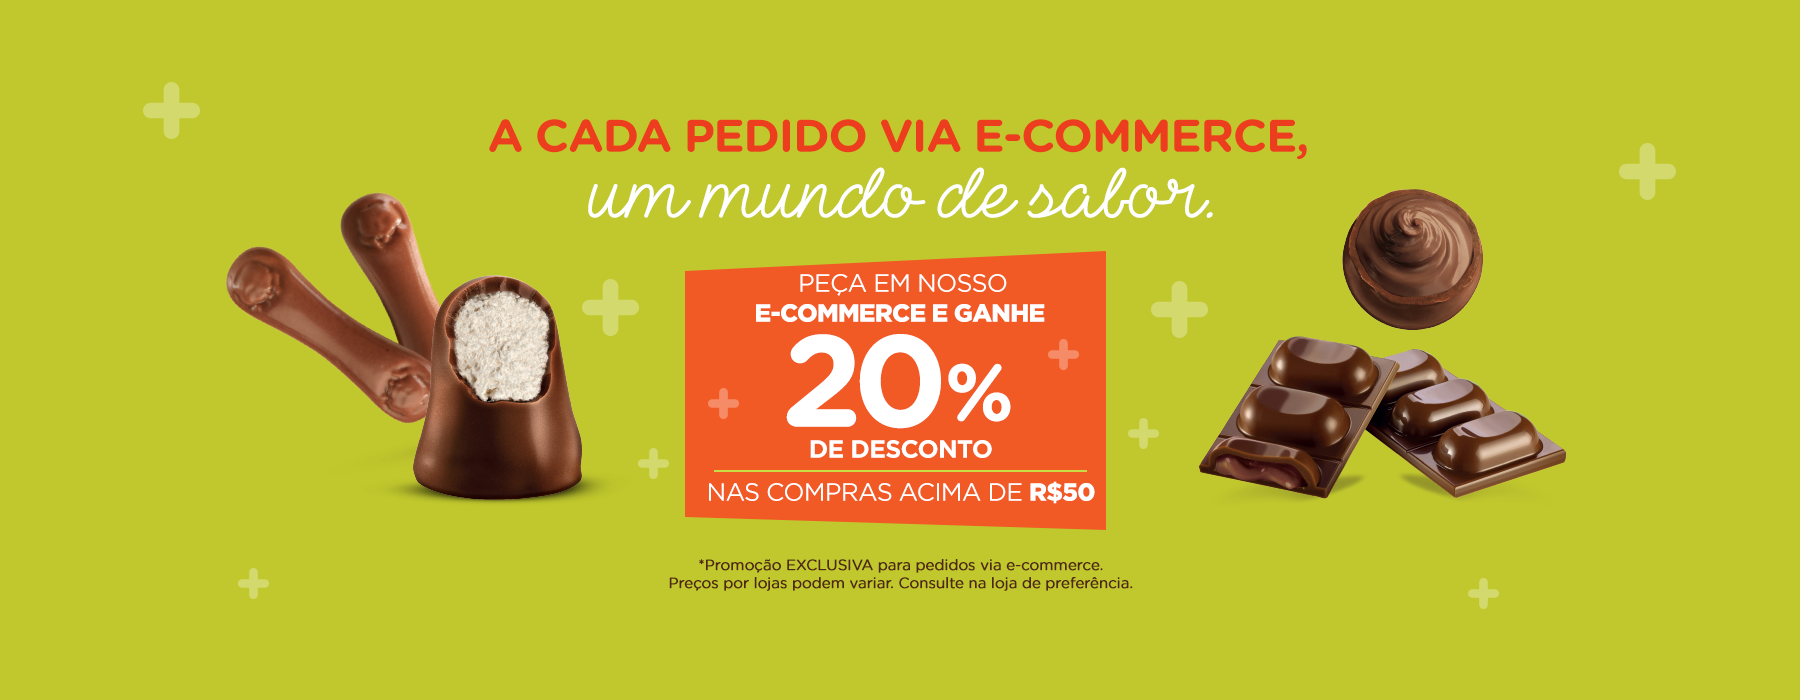 A CADA PEDIDO VIA E-COMMERCE,
um mundo de sabor.
PEÇA EM NOSSO
E-COMMERCE E GANHE
20%
DE DESCONTO
NAS COMPRAS ACIMA DE R$50
*Promoção EXCLUSIVA para pedidos via e-commerce.
Preços por lojas podem variar. Consulte na loja de preferência.